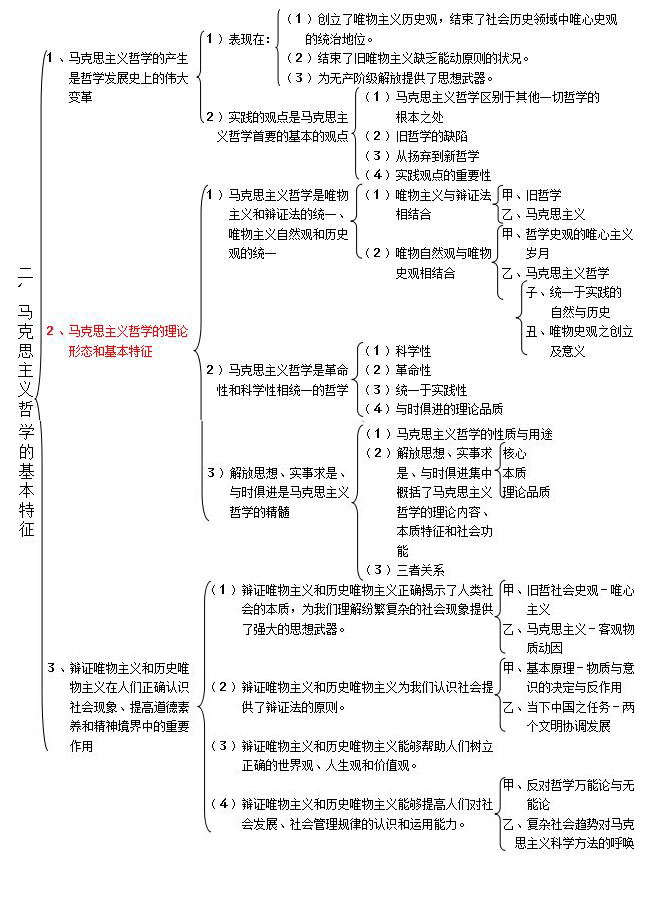 二、马克思主义哲学的基本特征
1、马克思主义哲学的产生
是哲学发展史上的伟大
变革
1）表现在：
（1）创立了唯物主义历史观，结束了社会历史领域中唯心史观
的统治地位。
（2）结束了旧唯物主义缺乏能动原则的状况。
（3）为无产阶级解放提供了思想武器。
2）实践的观点是马克思主
义哲学首要的基本的观点
（1）马克思主义哲学区别于其他一切哲学的
根本之处
（2）旧哲学的缺陷
（3）从扬弃到新哲学
（4）实践观点的重要性
2、马克思主义哲学的理论
形态和基本特征
1）马克思主义哲学是唯物
主义和辩证法的统一、
唯物主义自然观和历史
观的统一
（1）唯物主义与辩证法
相结合
甲、旧哲学
乙、马克思主义
（2）唯物自然观与唯物
史观相结合
甲、哲学史观的唯心主义
岁月
乙、马克思主义哲学
子、统一于实践的
自然与历史
丑、唯物史观之创立
及意义
2）马克思主义哲学是革命
性和科学性相统一的哲学
（1）科学性
（2）革命性
（3）统一于实践性
（4）与时俱进的理论品质
3）解放思想、实事求是、
与时俱进是马克思主义
哲学的精髓
（1）马克思主义哲学的性质与用途
（2）解放思想、实事求
是、与时俱进集中
概括了马克思主义
哲学的理论内容、
本质特征和社会功
能
核心
本质
理论品质
（3）三者关系
3、辩证唯物主义和历史唯
物主义在人们正确认识
社会现象、提高道德素
养和精神境界中的重要
作用
（1）辩证唯物主义和历史唯物主义正确揭示了人类社
会的本质，为我们理解纷繁复杂的社会现象提供
了强大的思想武器。
甲、旧哲社会史观－唯心
主义
乙、马克思主义－客观物
质动因
（2）辩证唯物主义和历史唯物主义为我们认识社会提
供了辩证法的原则。
甲、基本原理－物质与意
识的决定与反作用
乙、当下中国之任务－两
个文明协调发展
（3）辩证唯物主义和历史唯物主义能够帮助人们树立
正确的世界观、人生观和价值观。
（4）辩证唯物主义和历史唯物主义能够提高人们对社
会发展、社会管理规律的认识和运用能力。
甲、反对哲学万能论与无
能论
乙、复杂社会趋势对马克
思主义科学方法的呼唤